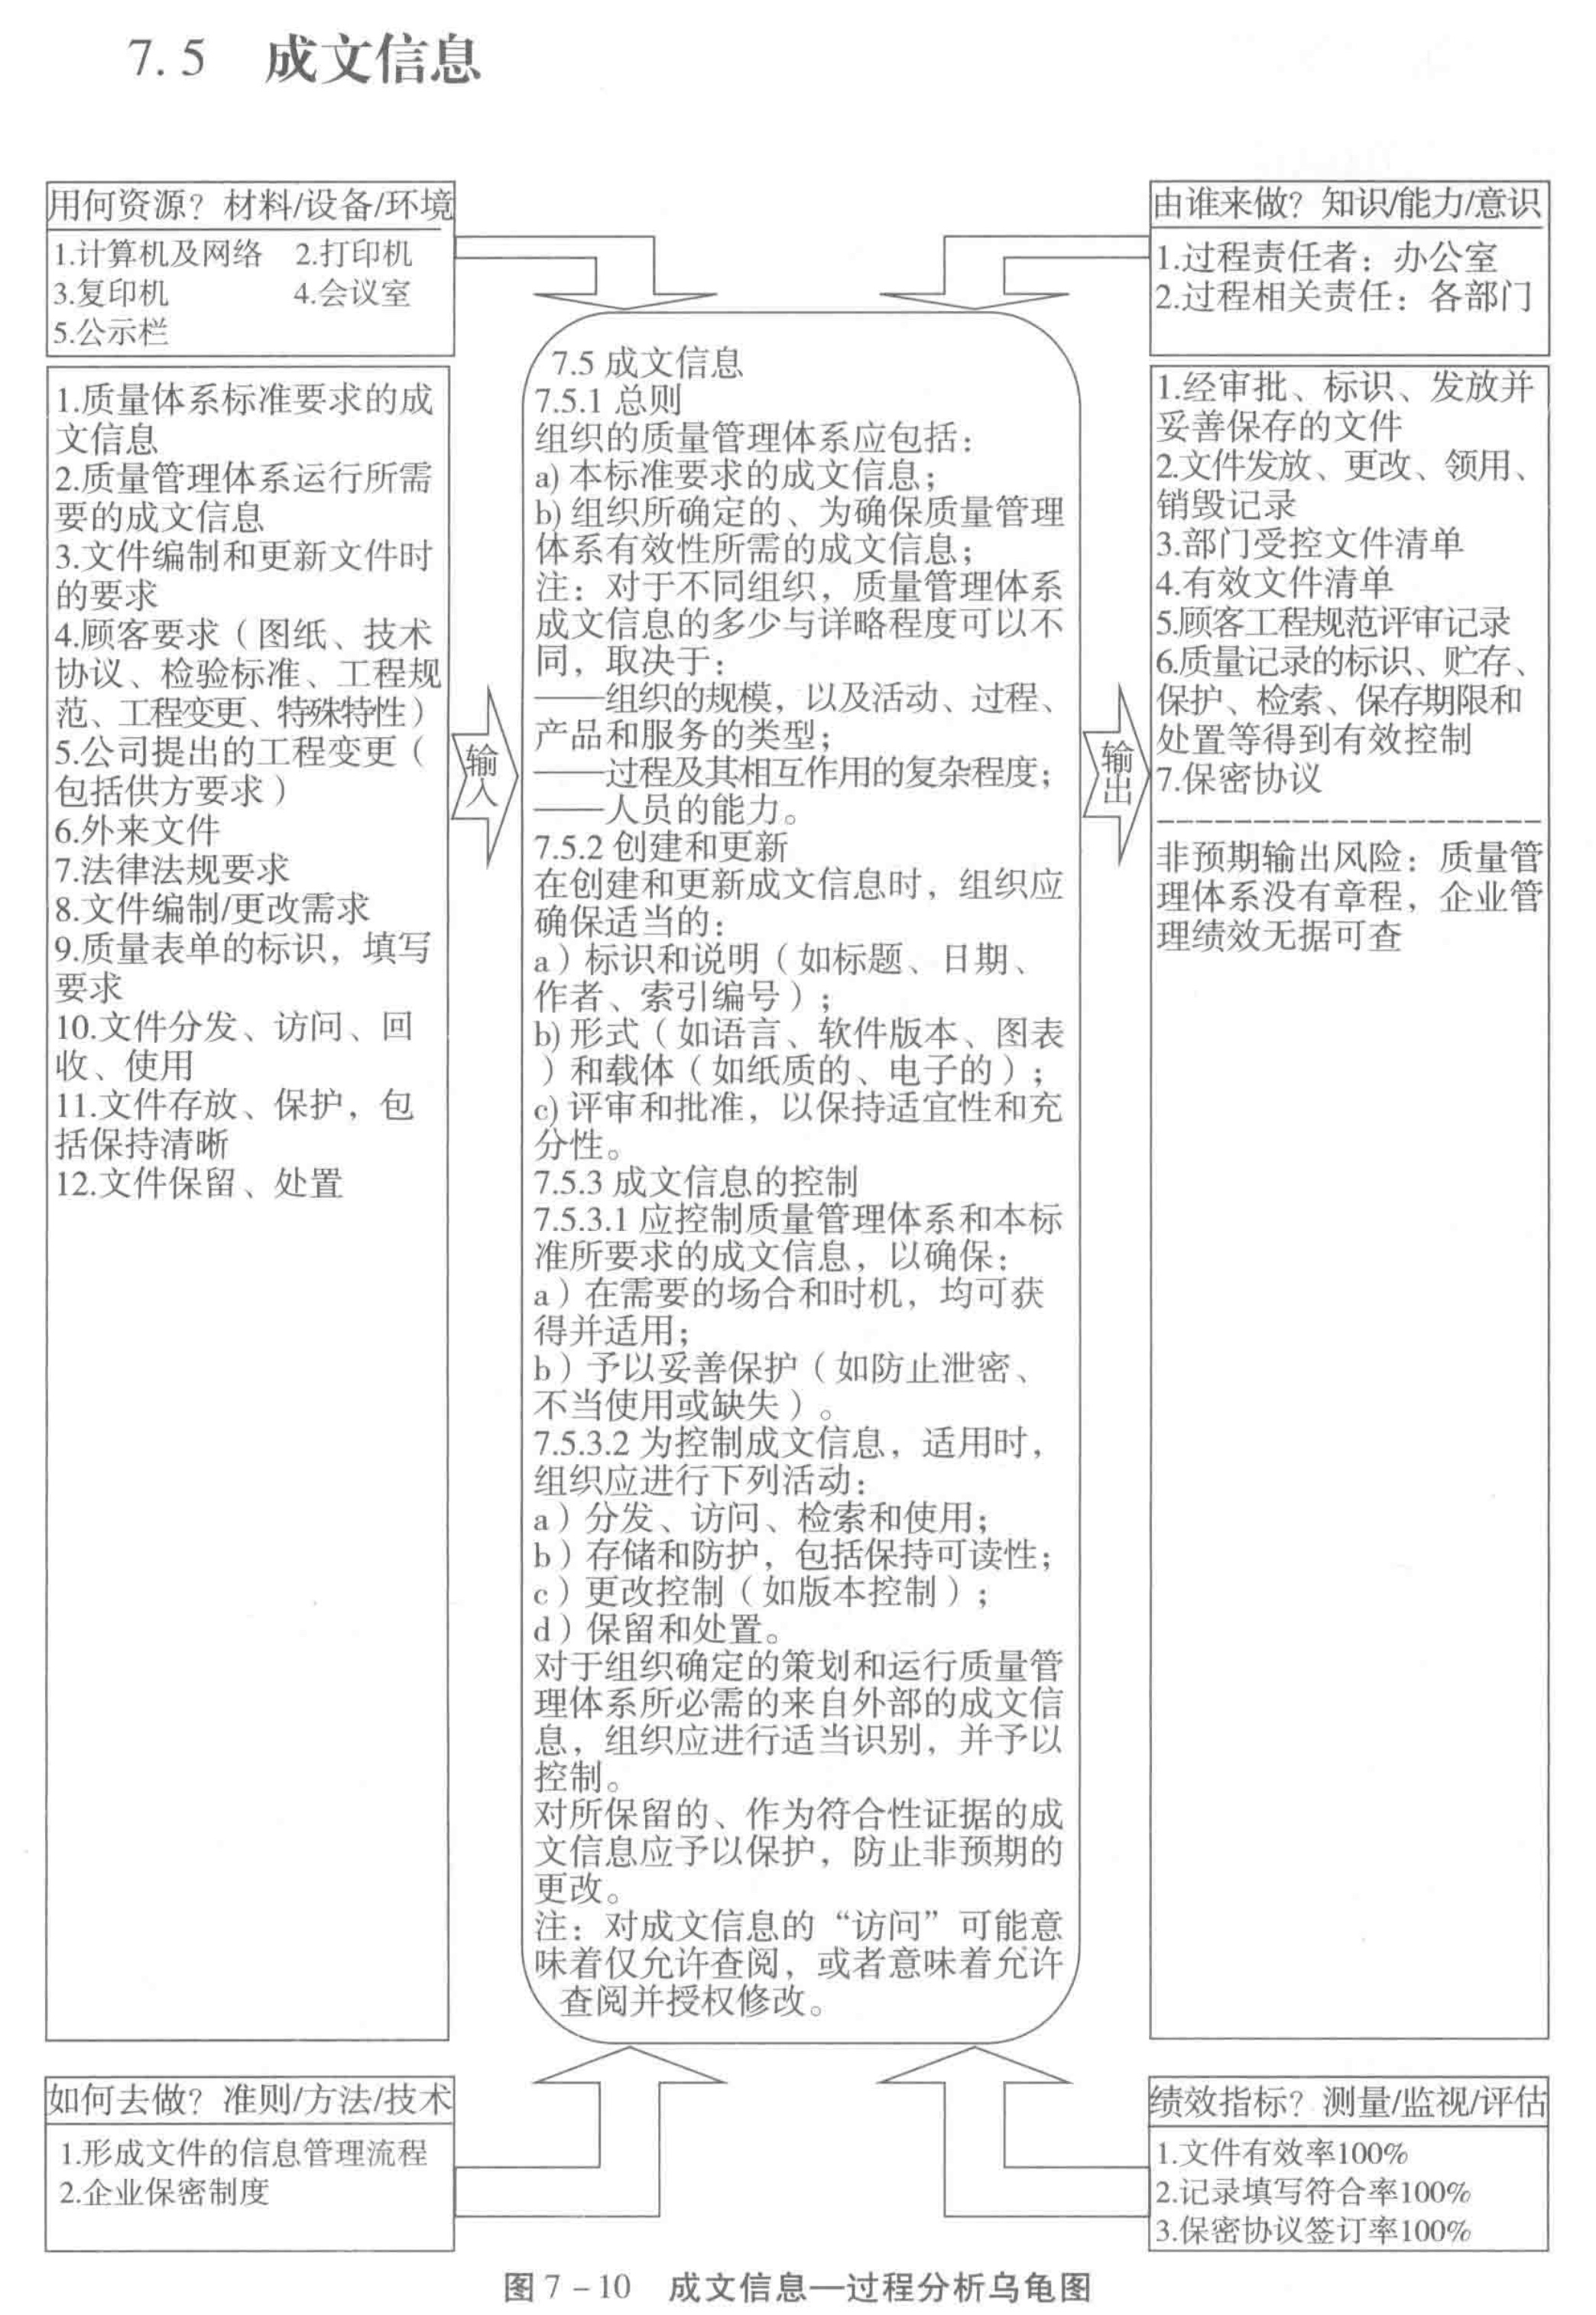 7.5 成文信息
用何资源？材料/设备/环境
1.计算机及网络 2.打印机
3.复印机 4.会议室
5.公示栏
由谁来做？知识/能力/意识
1.过程责任者：办公室
2.过程相关责任：各部门
1.质量体系标准要求的成
文信息
2.质量管理体系运行所需
要的成文信息
3.文件编制和更新文件时
的要求
4.顾客要求（图纸、技术
协议、检验标准、工程规
范、工程变更、特殊特性）
5.公司提出的工程变更（
包括供方要求）
6.外来文件
7.法律法规要求
8.文件编制/更改需求
9.质量表单的标识，填写
要求
10.文件分发、访问、回
收、使用
11.文件存放、保护，包
括保持清晰
12.文件保留、处置
输
入
7.5 成文信息
7.5.1 总则
组织的质量管理体系应包括：
a) 本标准要求的成文信息；
b) 组织所确定的、为确保质量管理
体系有效性所需的成文信息；
注：对于不同组织，质量管理体系
成文信息的多少与详略程度可以不
同，取决于：
——组织的规模，以及活动、过程、
产品和服务的类型；
——过程及其相互作用的复杂程度；
——人员的能力。
7.5.2 创建和更新
在创建和更新成文信息时，组织应
确保适当的：
a）标识和说明（如标题、日期、
作者、索引编号）；
b) 形式（如语言、软件版本、图表
）和载体（如纸质的、电子的）；
c) 评审和批准，以保持适宜性和充
分性。
7.5.3 成文信息的控制
7.5.3.1 应控制质量管理体系和本标
准所要求的成文信息，以确保：
a）在需要的场合和时机，均可获
得并适用；
b）予以妥善保护（如防止泄密、
不当使用或缺失）。
7.5.3.2 为控制成文信息，适用时，
组织应进行下列活动：
a）分发、访问、检索和使用；
b）存储和防护，包括保持可读性；
c）更改控制（如版本控制）；
d）保留和处置。
对于组织确定的策划和运行质量管
理体系所必需的来自外部的成文信
息，组织应进行适当识别，并予以
控制。
对所保留的、作为符合性证据的成
文信息应予以保护，防止非预期的
更改。
注：对成文信息的“访问”可能意
味着仅允许查阅，或者意味着允许
查阅并授权修改。
输
出
1.经审批、标识、发放并
妥善保存的文件
2.文件发放、更改、领用、
销毁记录
3.部门受控文件清单
4.有效文件清单
5.顾客工程规范评审记录
6.质量记录的标识、贮存、
保护、检索、保存期限和
处置等得到有效控制
7.保密协议
非预期输出风险：质量管
理体系没有章程，企业管
理绩效无据可查
如何去做？准则/方法/技术
1.形成文件的信息管理流程
2.企业保密制度
绩效指标？测量/监视/评估
1.文件有效率100%
2.记录填写符合率100%
3.保密协议签订率100%
图 7－10 成文信息—过程分析乌龟图